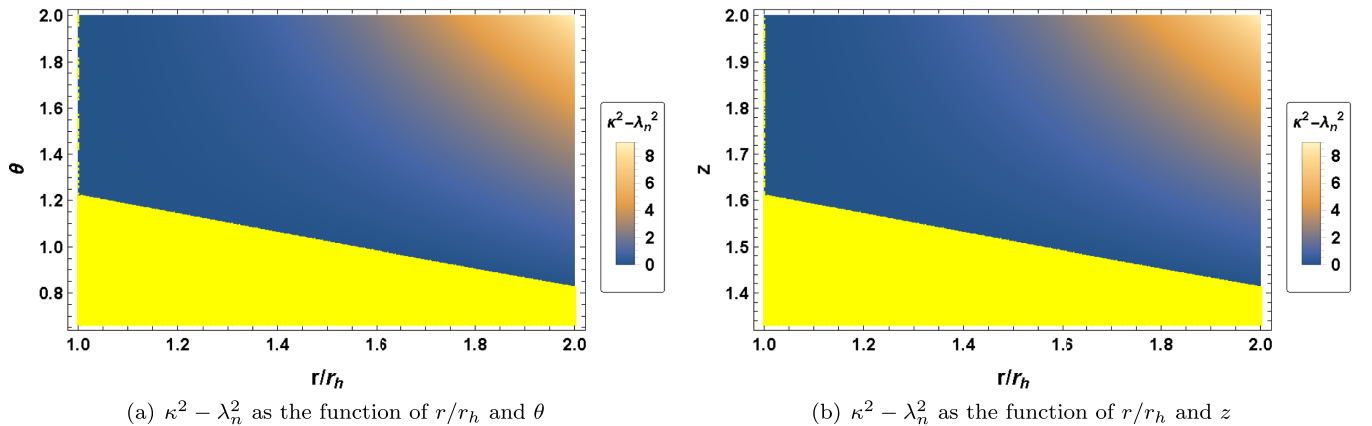 2.0
1.8
1.6
1.4
1.2
1.0
0.8
θ
1.0 1.2 1.4 1.6 1.8 2.0
r/r_h
κ²−λ_n²
8
6
4
2
0
(a) κ² − λ_n² as the function of r/r_h and θ
2.0
1.9
1.8
1.7
1.6
1.5
1.4
z
1.0 1.2 1.4 1.6 1.8 2.0
r/r_h
κ²−λ_n²
8
6
4
2
0
(b) κ² − λ_n² as the function of r/r_h and z